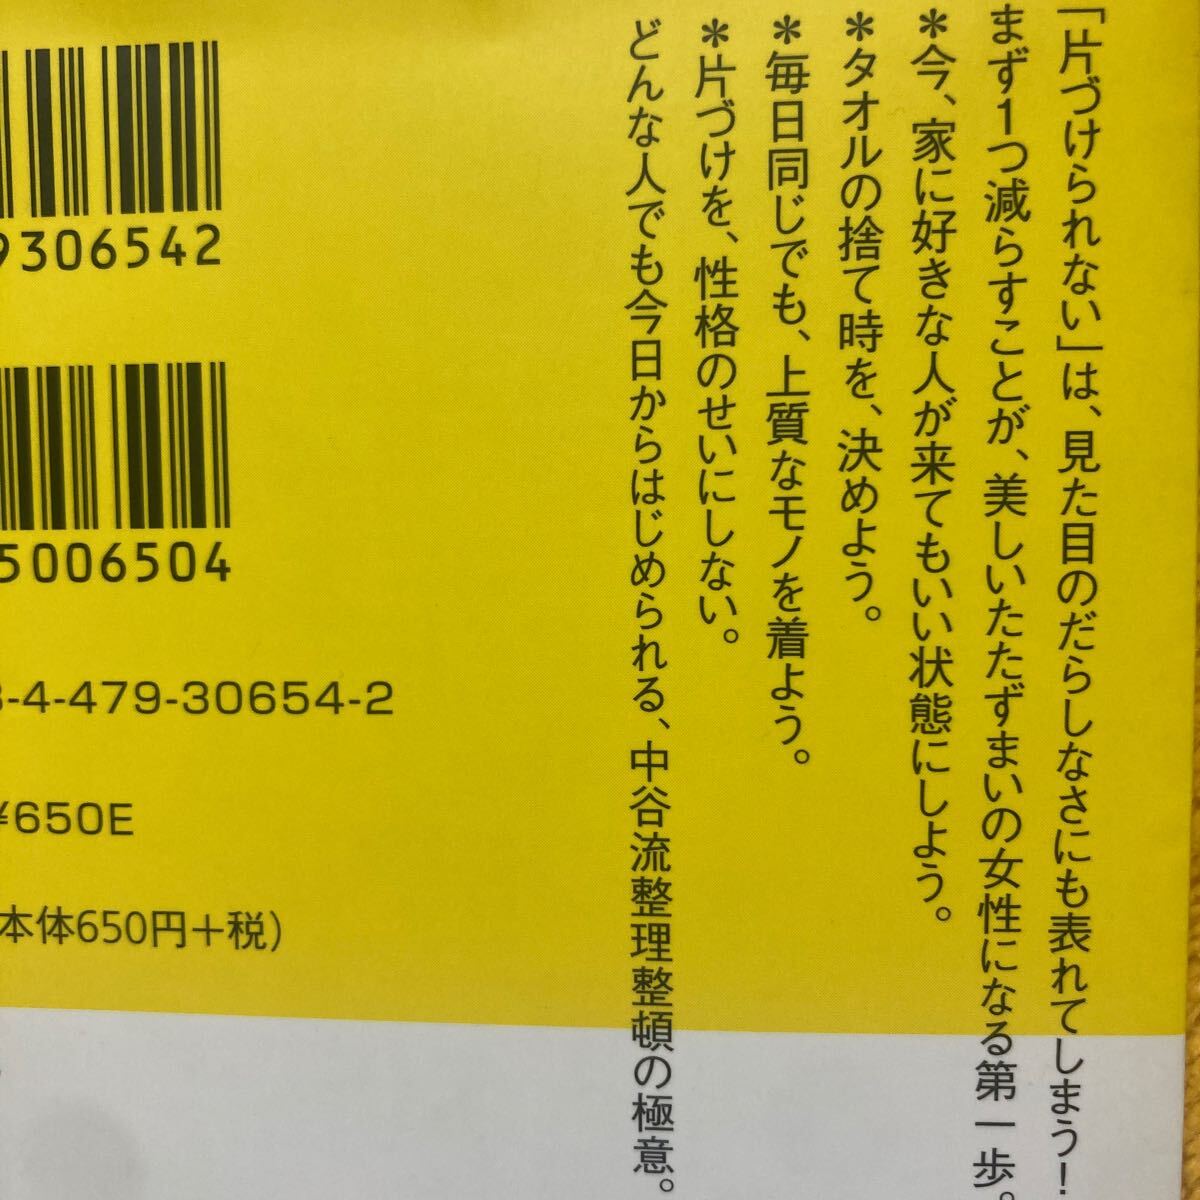 「片づけられない」は、見た目のだらしなさにも表れてしまう!
まず1つ減らすことが、美しいたたずまいの女性になる第一歩。
＊今、家に好きな人が来てもいい状態にしよう。
＊タオルの捨て時を、決めよう。
＊毎日同じでも、上質なモノを着よう。
＊片づけを、性格のせいにしない。
どんな人でも今日からはじめられる、中谷流整理整頓の極意。
9306542
5006504
-4-479-30654-2
¥650E
本体650円+税)